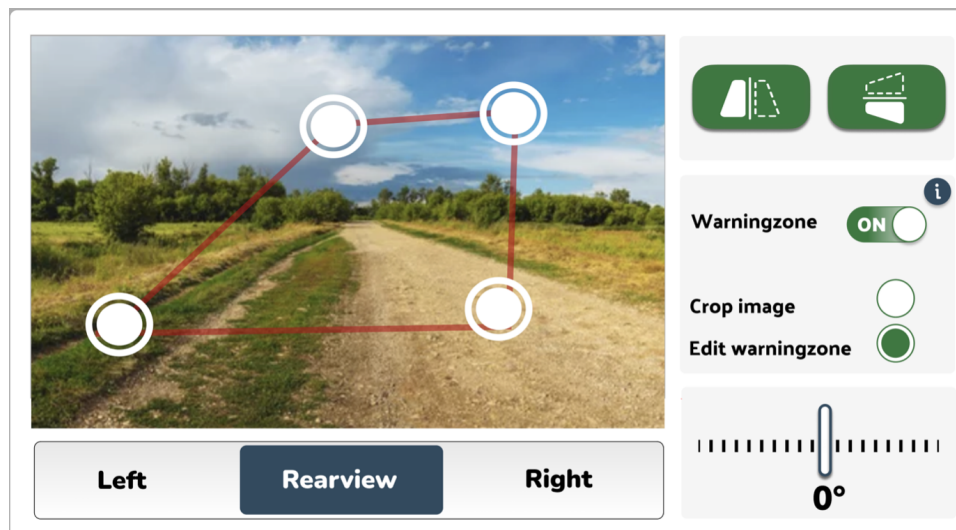 i
Warningzone
ON
Crop image
Edit warningzone
Left
Rearview
Right
0°